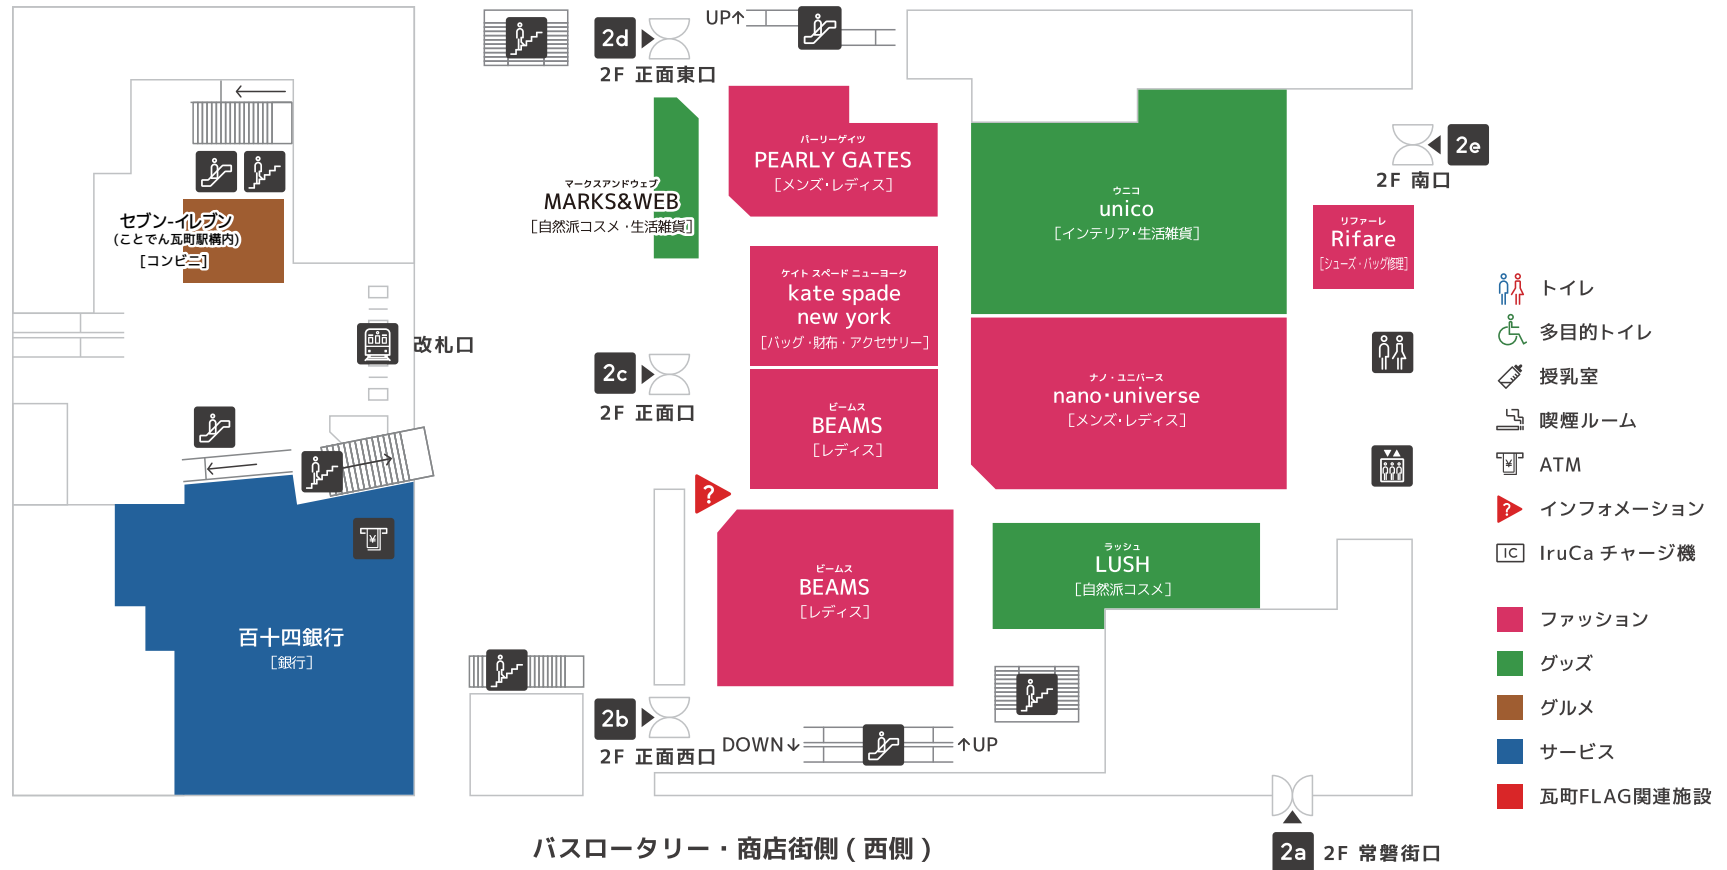 2d
2F 正面東口
UP↑
パーリーゲイツ
PEARLY GATES
[メンズ・レディス]
マークスアンドウェブ
MARKS&WEB
[自然派コスメ・生活雑貨]
ウニコ
unico
[インテリア・生活雑貨]
2e
2F 南口
リファーレ
Rifare
[シューズ・バッグ修理]
セブン-イレブン
(ことでん瓦町駅構内)
[コンビニ]
改札口
ケイト スペード ニューヨーク
kate spade
new york
[バッグ・財布・アクセサリー]
2c
2F 正面口
ビームス
BEAMS
[レディス]
ナノ・ユニバース
nano・universe
[メンズ・レディス]
?
ビームス
BEAMS
[レディス]
ラッシュ
LUSH
[自然派コスメ]
¥
百十四銀行
[銀行]
2b
2F 正面西口
DOWN↓
↑UP
2a
2F 常磐街口
バスロータリー・商店街側(西側)
トイレ
多目的トイレ
授乳室
喫煙ルーム
¥
ATM
?
インフォメーション
IC
IruCa チャージ機
ファッション
グッズ
グルメ
サービス
瓦町FLAG関連施設